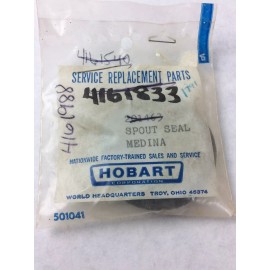 4161540
SERVICE REPLACEMENT PARTS
4161833
4161988
SPOUT SEAL
MEDINA
NATIONWIDE FACTORY-TRAINED SALES AND SERVICE
HOBART
CORPORATION
WORLD HEADQUARTERS TROY, OHIO 45374
501041